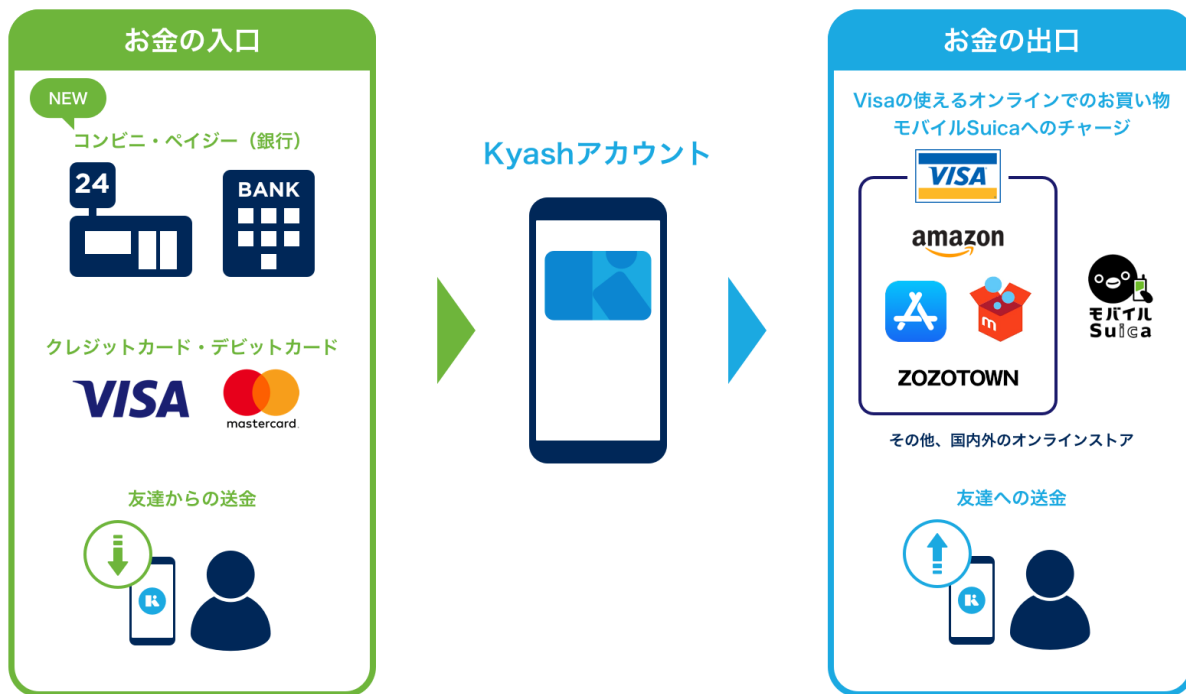 お金の入口
NEW
コンビニ・ペイジー（銀行）
24
BANK
クレジットカード・デビットカード
VISA
mastercard.
友達からの送金
K
Kyashアカウント
お金の出口
Visaの使えるオンラインでのお買い物
モバイルSuicaへのチャージ
VISA
amazon
m
ZOZOTOWN
モバイル
Suica
その他、国内外のオンラインストア
友達への送金
K